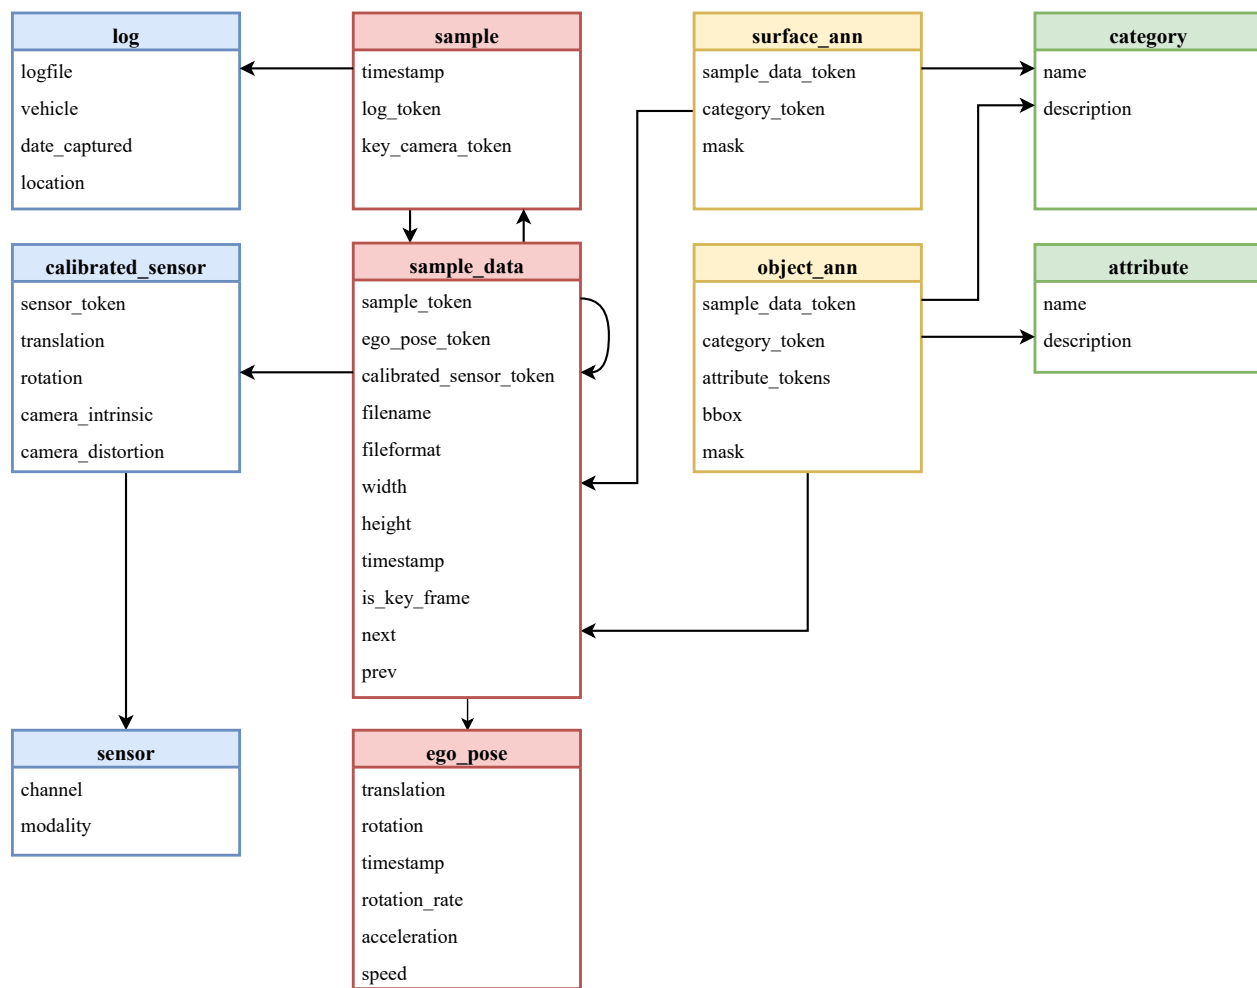 log
logfile
vehicle
date_captured
location
sample
timestamp
log_token
key_camera_token
surface_ann
sample_data_token
category_token
mask
category
name
description
calibrated_sensor
sensor_token
translation
rotation
camera_intrinsic
camera_distortion
sample_data
sample_token
ego_pose_token
calibrated_sensor_token
filename
fileformat
width
height
timestamp
is_key_frame
next
prev
object_ann
sample_data_token
category_token
attribute_tokens
bbox
mask
attribute
name
description
sensor
channel
modality
ego_pose
translation
rotation
timestamp
rotation_rate
acceleration
speed